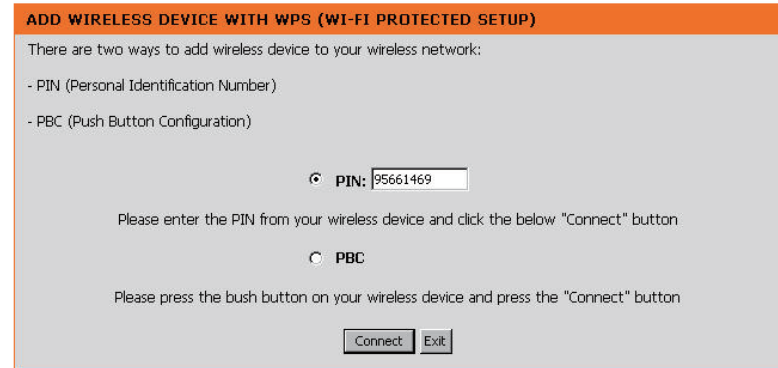 ADD WIRELESS DEVICE WITH WPS (WI-FI PROTECTED SETUP)
There are two ways to add wireless device to your wireless network:
- PIN (Personal Identification Number)
- PBC (Push Button Configuration)
PIN: 95661469
Please enter the PIN from your wireless device and click the below "Connect" button
PBC
Please press the bush button on your wireless device and press the "Connect" button
Connect Exit